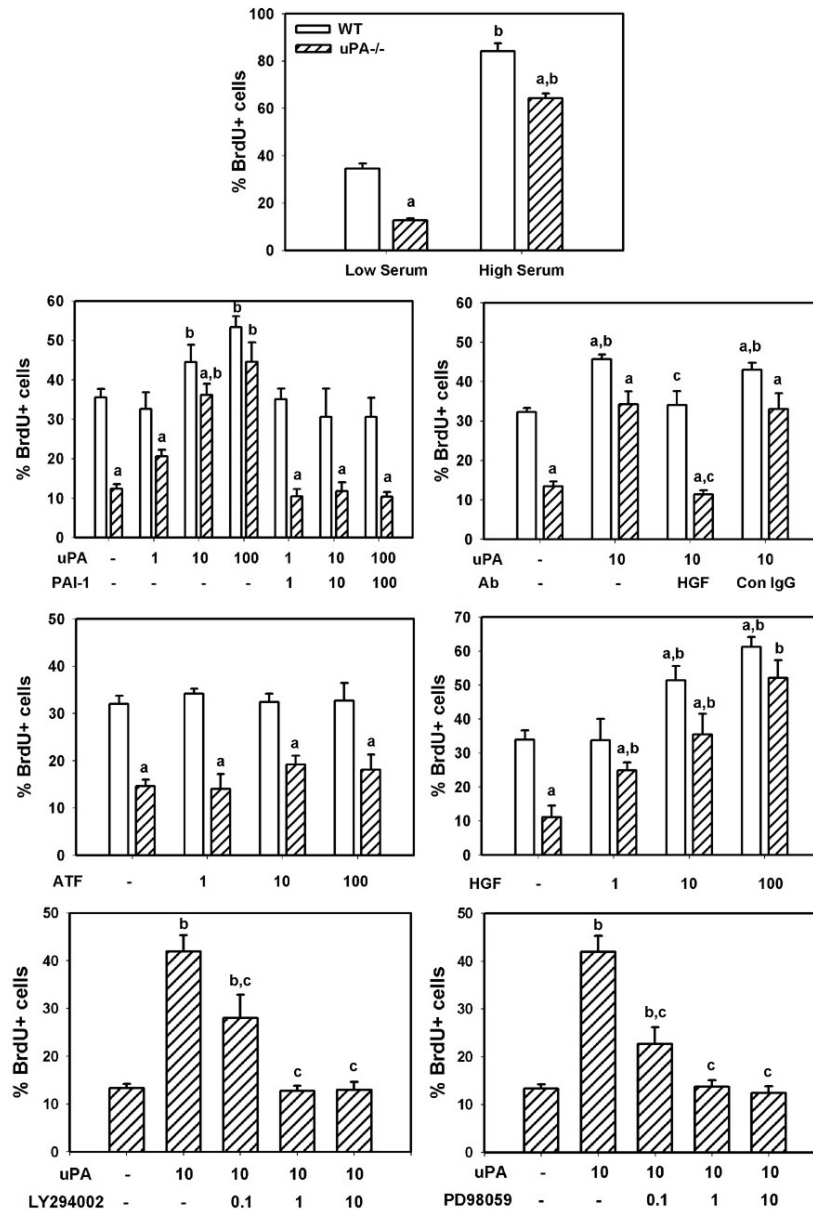 100
80
60
40
20
0
% BrdU+ cells
WT
uPA-/-
a
b
a,b
Low Serum High Serum
60
50
40
30
20
10
0
% BrdU+ cells
a
a
b
a,b
b
b
a
a
a
uPA - 1 10 100 1 10 100
PAI-1 - - - - 1 10 100
60
50
40
30
20
10
0
% BrdU+ cells
a
a,b
a
c
a,c
a,b
a
uPA - 10 10 10
Ab - - HGF Con IgG
50
40
30
20
10
0
% BrdU+ cells
a
a
a
a
ATF - 1 10 100
70
60
50
40
30
20
10
0
% BrdU+ cells
a
a,b
a,b
a,b
a,b
b
HGF - 1 10 100
50
40
30
20
10
0
% BrdU+ cells
b
b,c
c
c
uPA - 10 10 10 10
LY294002 - - 0.1 1 10
50
40
30
20
10
0
% BrdU+ cells
b
b,c
c
c
uPA - 10 10 10 10
PD98059 - - 0.1 1 10